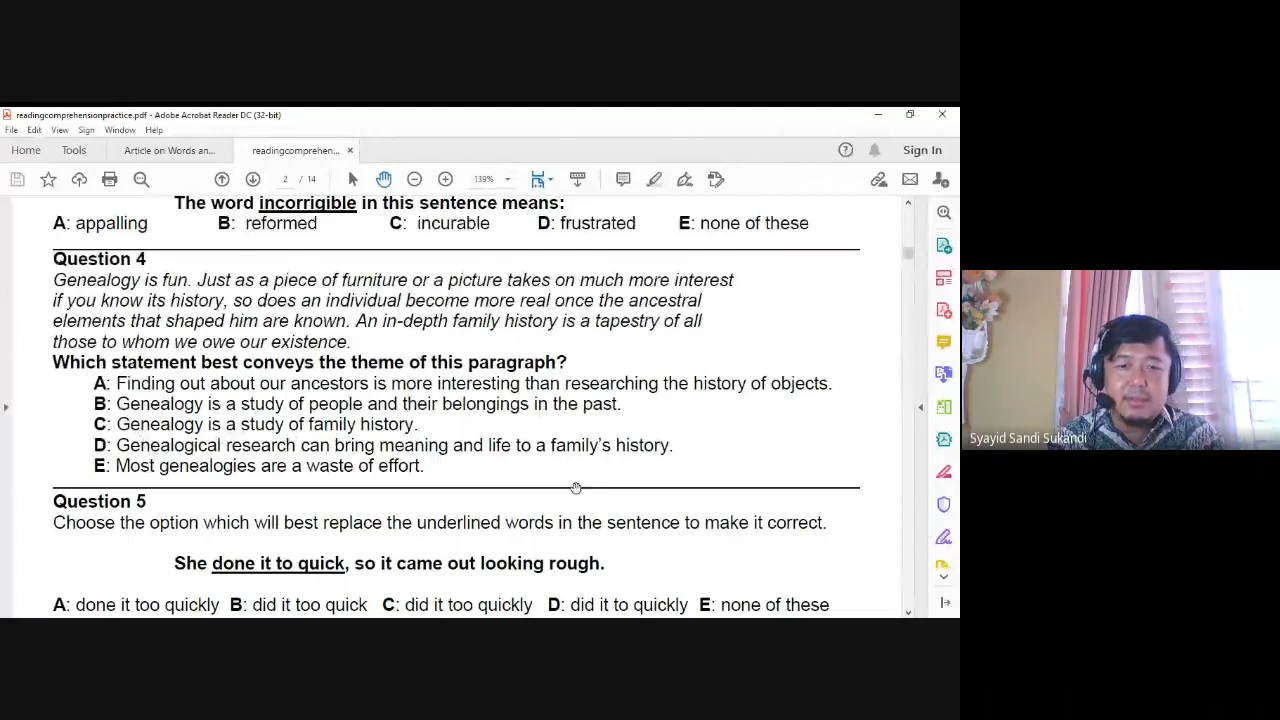 readingcomprehensionpractice.pdf - Adobe Acrobat Reader DC (32-bit)
File Edit View Sign Window Help
Home Tools Article on Words an... readingcomprehen... × Sign In
2 / 14 139%
The word incorrigible in this sentence means:
A: appalling B: reformed C: incurable D: frustrated E: none of these
Question 4
Genealogy is fun. Just as a piece of furniture or a picture takes on much more interest
if you know its history, so does an individual become more real once the ancestral
elements that shaped him are known. An in-depth family history is a tapestry of all
those to whom we owe our existence.
Which statement best conveys the theme of this paragraph?
A: Finding out about our ancestors is more interesting than researching the history of objects.
B: Genealogy is a study of people and their belongings in the past.
C: Genealogy is a study of family history.
D: Genealogical research can bring meaning and life to a family's history.
E: Most genealogies are a waste of effort.
Question 5
Choose the option which will best replace the underlined words in the sentence to make it correct.
She done it to quick, so it came out looking rough.
A: done it too quickly B: did it too quick C: did it too quickly D: did it to quickly E: none of these
Syayid Sandi Sukandi